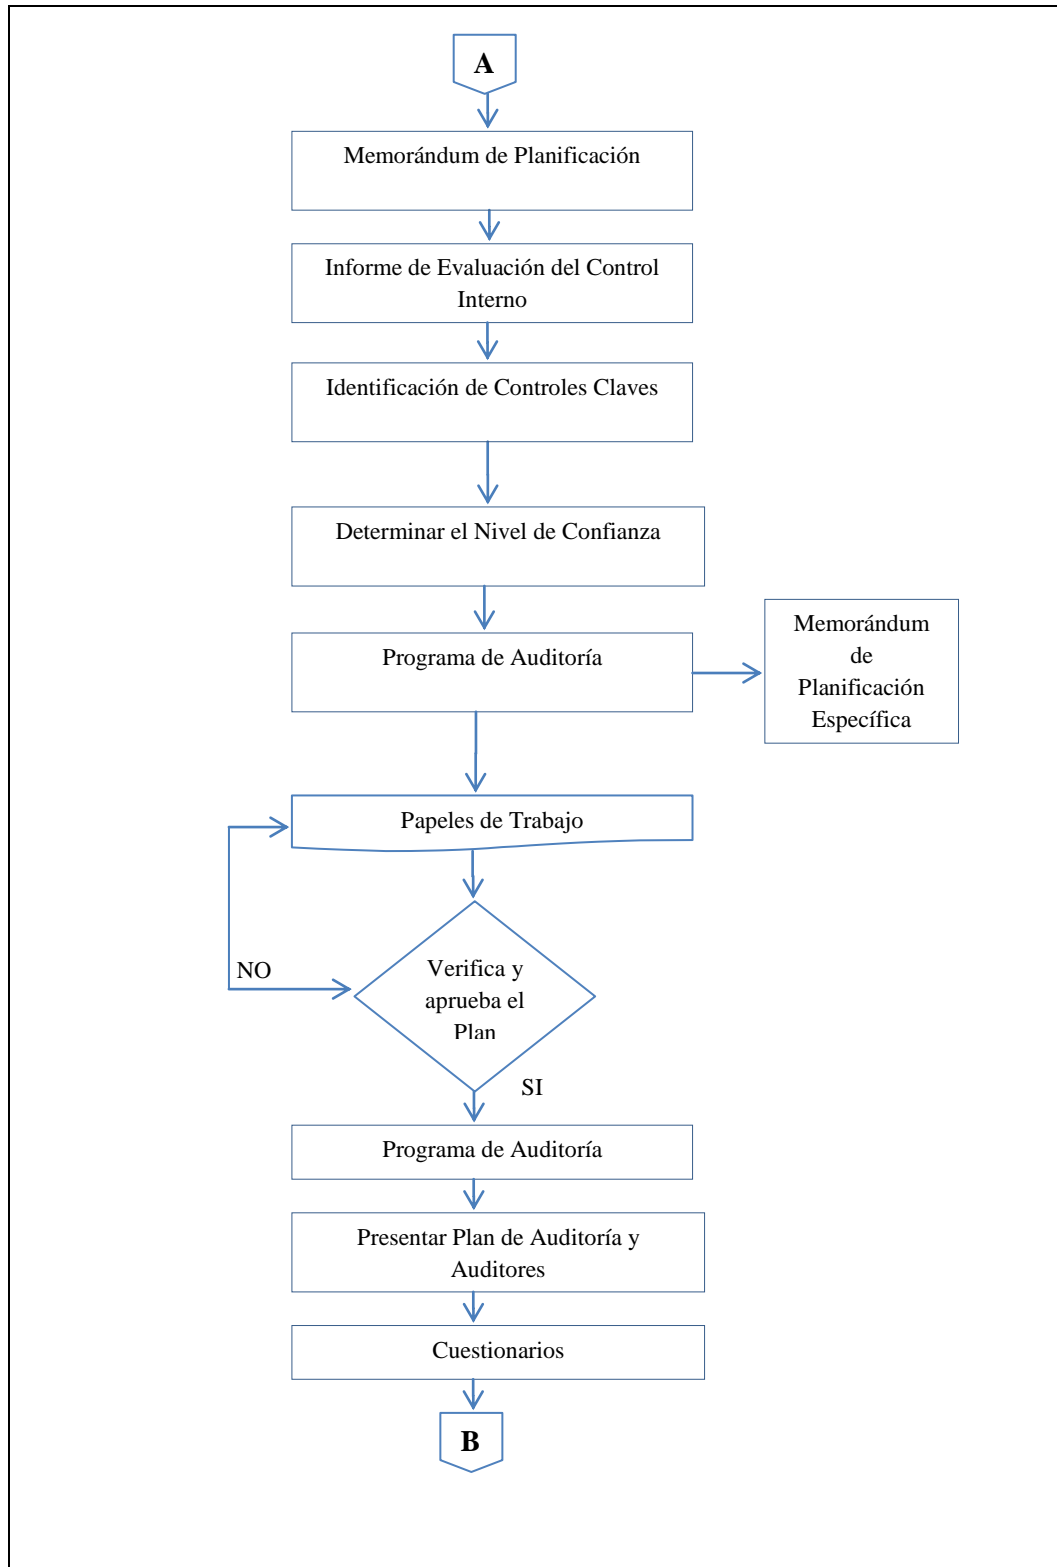 A
Memorándum de Planificación
Informe de Evaluación del Control
Interno
Identificación de Controles Claves
Determinar el Nivel de Confianza
Programa de Auditoría
Memorándum
de
Planificación
Específica
Papeles de Trabajo
NO
Verifica y
aprueba el
Plan
SI
Programa de Auditoría
Presentar Plan de Auditoría y
Auditores
Cuestionarios
B